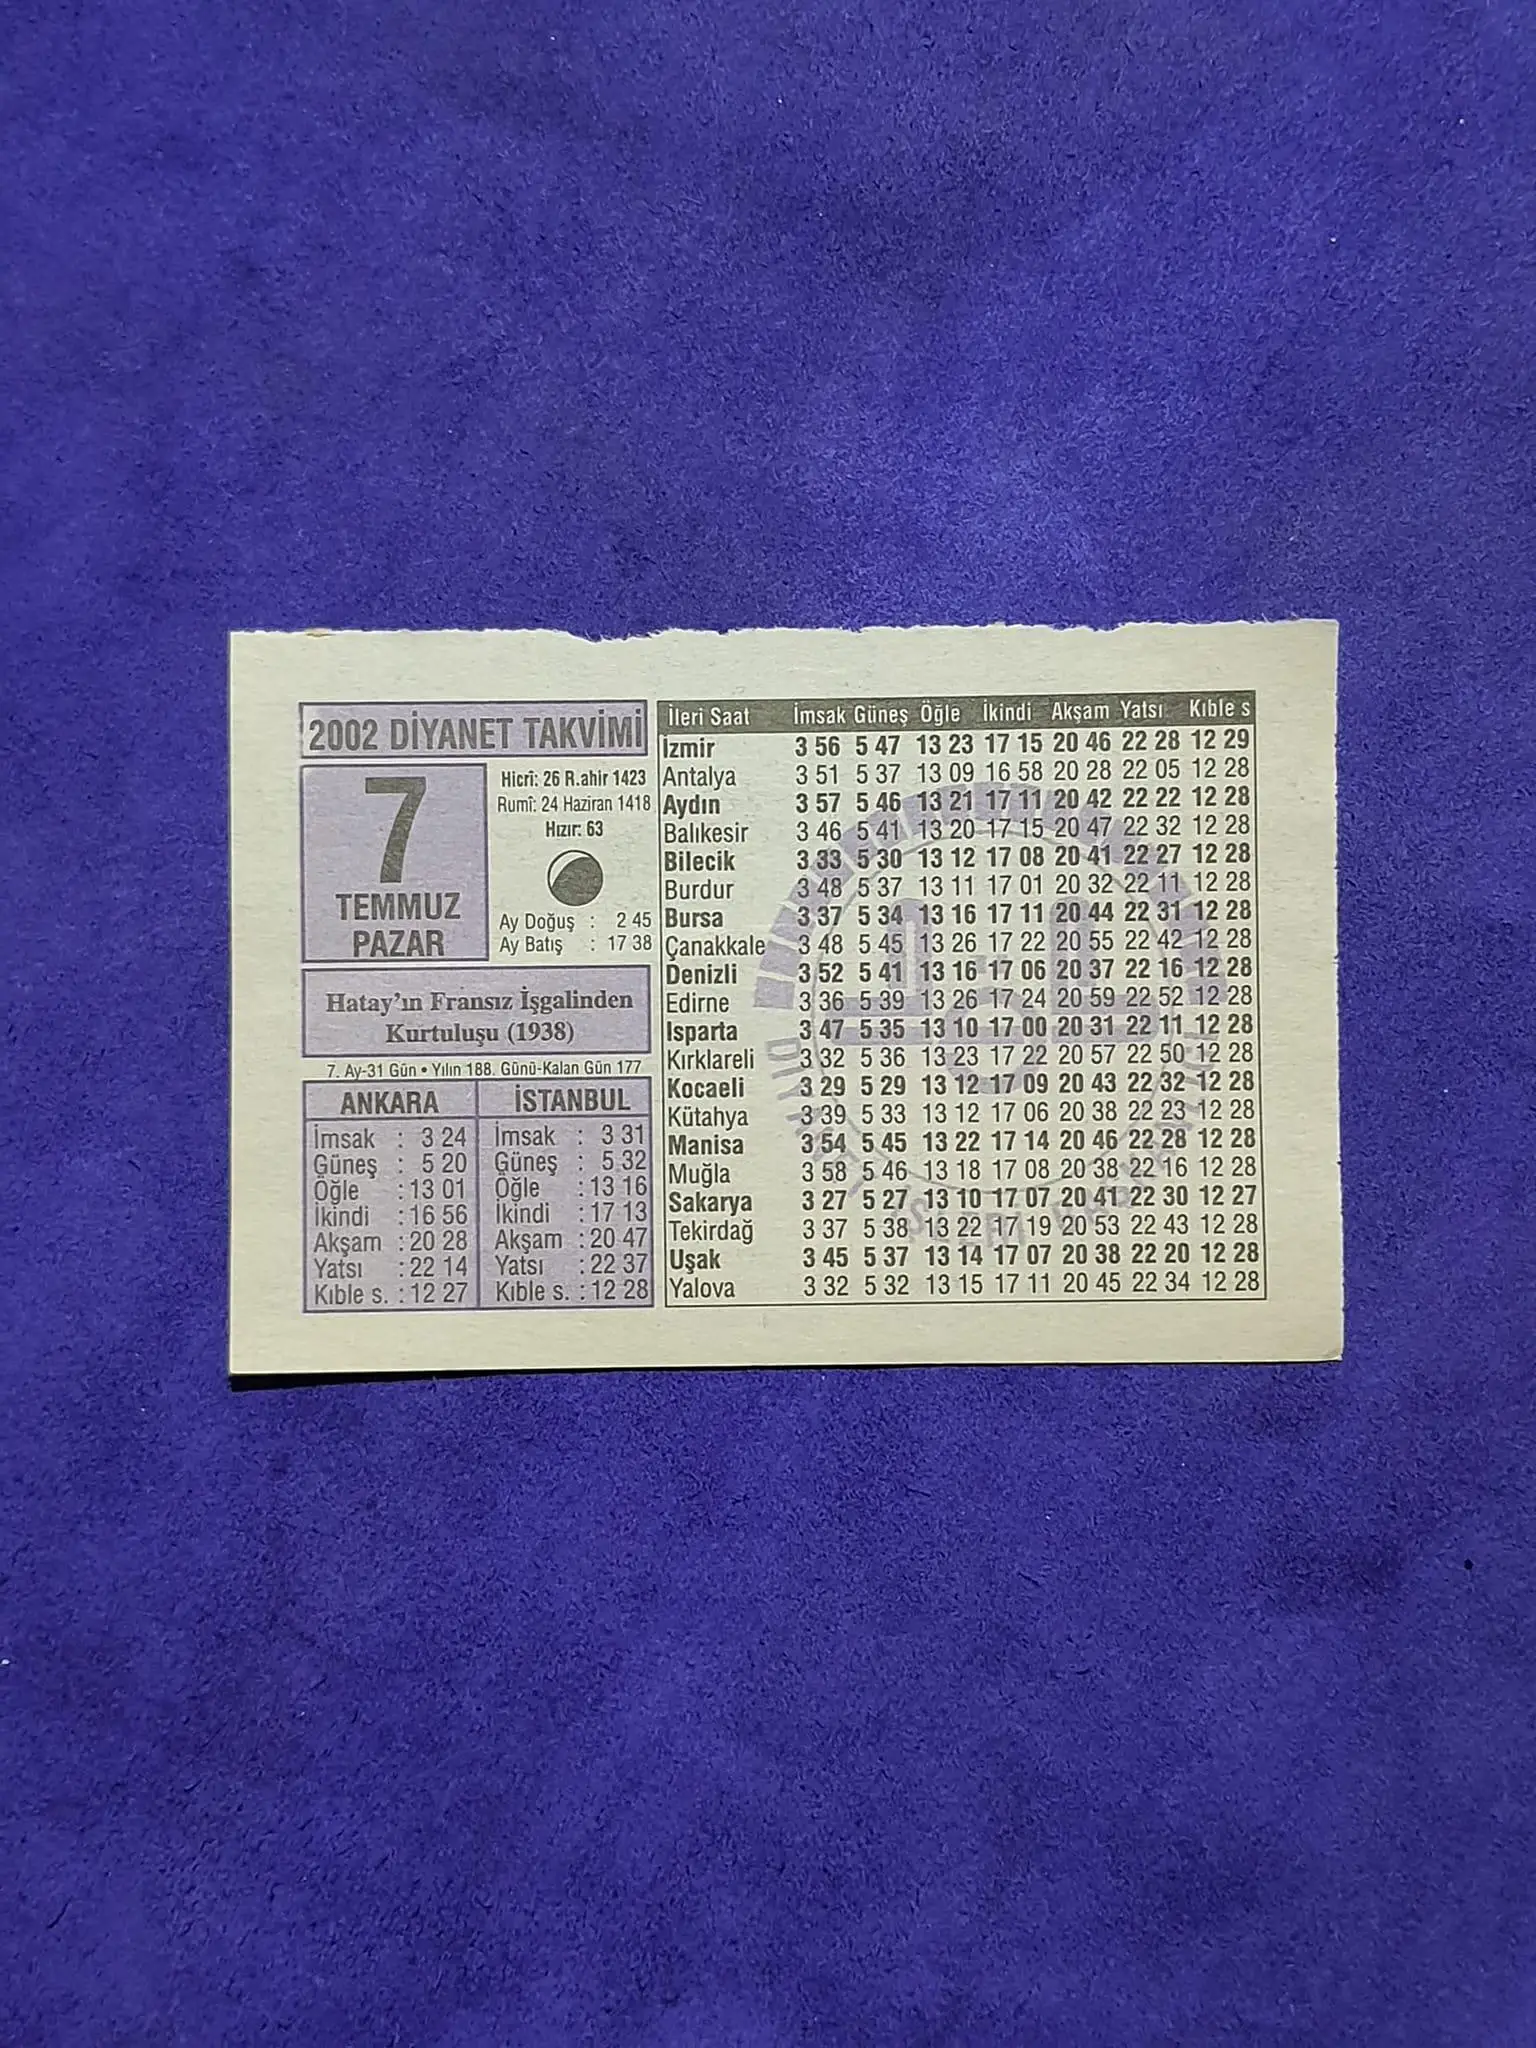 2002 DİYANET TAKVİMİ
7
TEMMUZ
PAZAR
Hicrî: 26 R.ahir 1423
Rumî: 24 Haziran 1418
Hızır: 63
Ay Doğuş : 2 45
Ay Batış : 17 38
Hatay'ın Fransız İşgalinden
Kurtuluşu (1938)
7. Ay-31 Gün • Yılın 188. Günü-Kalan Gün 177
ANKARA
İmsak : 3 24
Güneş : 5 20
Öğle : 13 01
İkindi : 16 56
Akşam : 20 28
Yatsı : 22 14
Kıble s. : 12 27
İSTANBUL
İmsak : 3 31
Güneş : 5 32
Öğle : 13 16
İkindi : 17 13
Akşam : 20 47
Yatsı : 22 37
Kıble s. : 12 28
İleri Saat İmsak Güneş Öğle İkindi Akşam Yatsı Kıble s
İzmir 3 56 5 47 13 23 17 15 20 46 22 28 12 29
Antalya 3 51 5 37 13 09 16 58 20 28 22 05 12 28
Aydın 3 57 5 46 13 21 17 11 20 42 22 22 12 28
Balıkesir 3 46 5 41 13 20 17 15 20 47 22 32 12 28
Bilecik 3 33 5 30 13 12 17 08 20 41 22 27 12 28
Burdur 3 48 5 37 13 11 17 01 20 32 22 11 12 28
Bursa 3 37 5 34 13 16 17 11 20 44 22 31 12 28
Çanakkale 3 48 5 45 13 26 17 22 20 55 22 42 12 28
Denizli 3 52 5 41 13 16 17 06 20 37 22 16 12 28
Edirne 3 36 5 39 13 26 17 24 20 59 22 52 12 28
Isparta 3 47 5 35 13 10 17 00 20 31 22 11 12 28
Kırklareli 3 32 5 36 13 23 17 22 20 57 22 50 12 28
Kocaeli 3 29 5 29 13 12 17 09 20 43 22 32 12 28
Kütahya 3 39 5 33 13 12 17 06 20 38 22 23 12 28
Manisa 3 54 5 45 13 22 17 14 20 46 22 28 12 28
Muğla 3 58 5 46 13 18 17 08 20 38 22 16 12 28
Sakarya 3 27 5 27 13 10 17 07 20 41 22 30 12 27
Tekirdağ 3 37 5 38 13 22 17 19 20 53 22 43 12 28
Uşak 3 45 5 37 13 14 17 07 20 38 22 20 12 28
Yalova 3 32 5 32 13 15 17 11 20 45 22 34 12 28